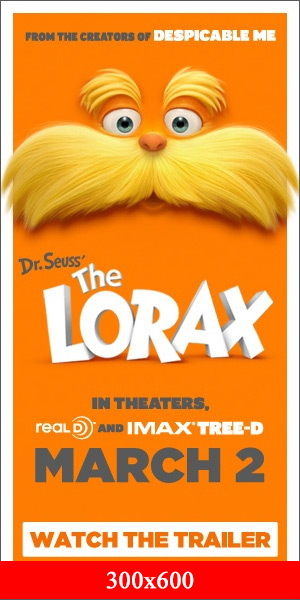 FROM THE CREATORS OF DESPICABLE ME
Dr. Seuss'
The
LORAX
IN THEATERS,
REAL D 3D AND IMAX TREE-D
MARCH 2
WATCH THE TRAILER
300x600